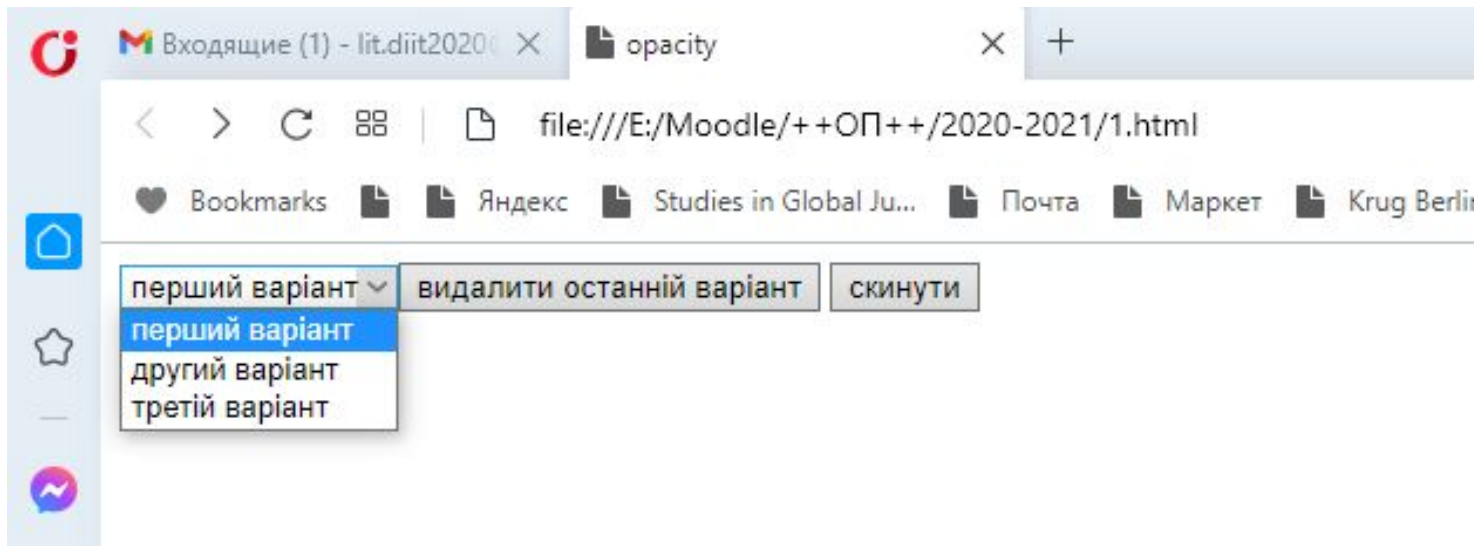 Входящие (1) - lit.diit2020
opacity
file:///E:/Moodle/++ОП++/2020-2021/1.html
Bookmarks Яндекс Studies in Global Ju... Почта Маркет Krug Berlin
перший варіант видалити останній варіант скинути
перший варіант
другий варіант
третій варіант